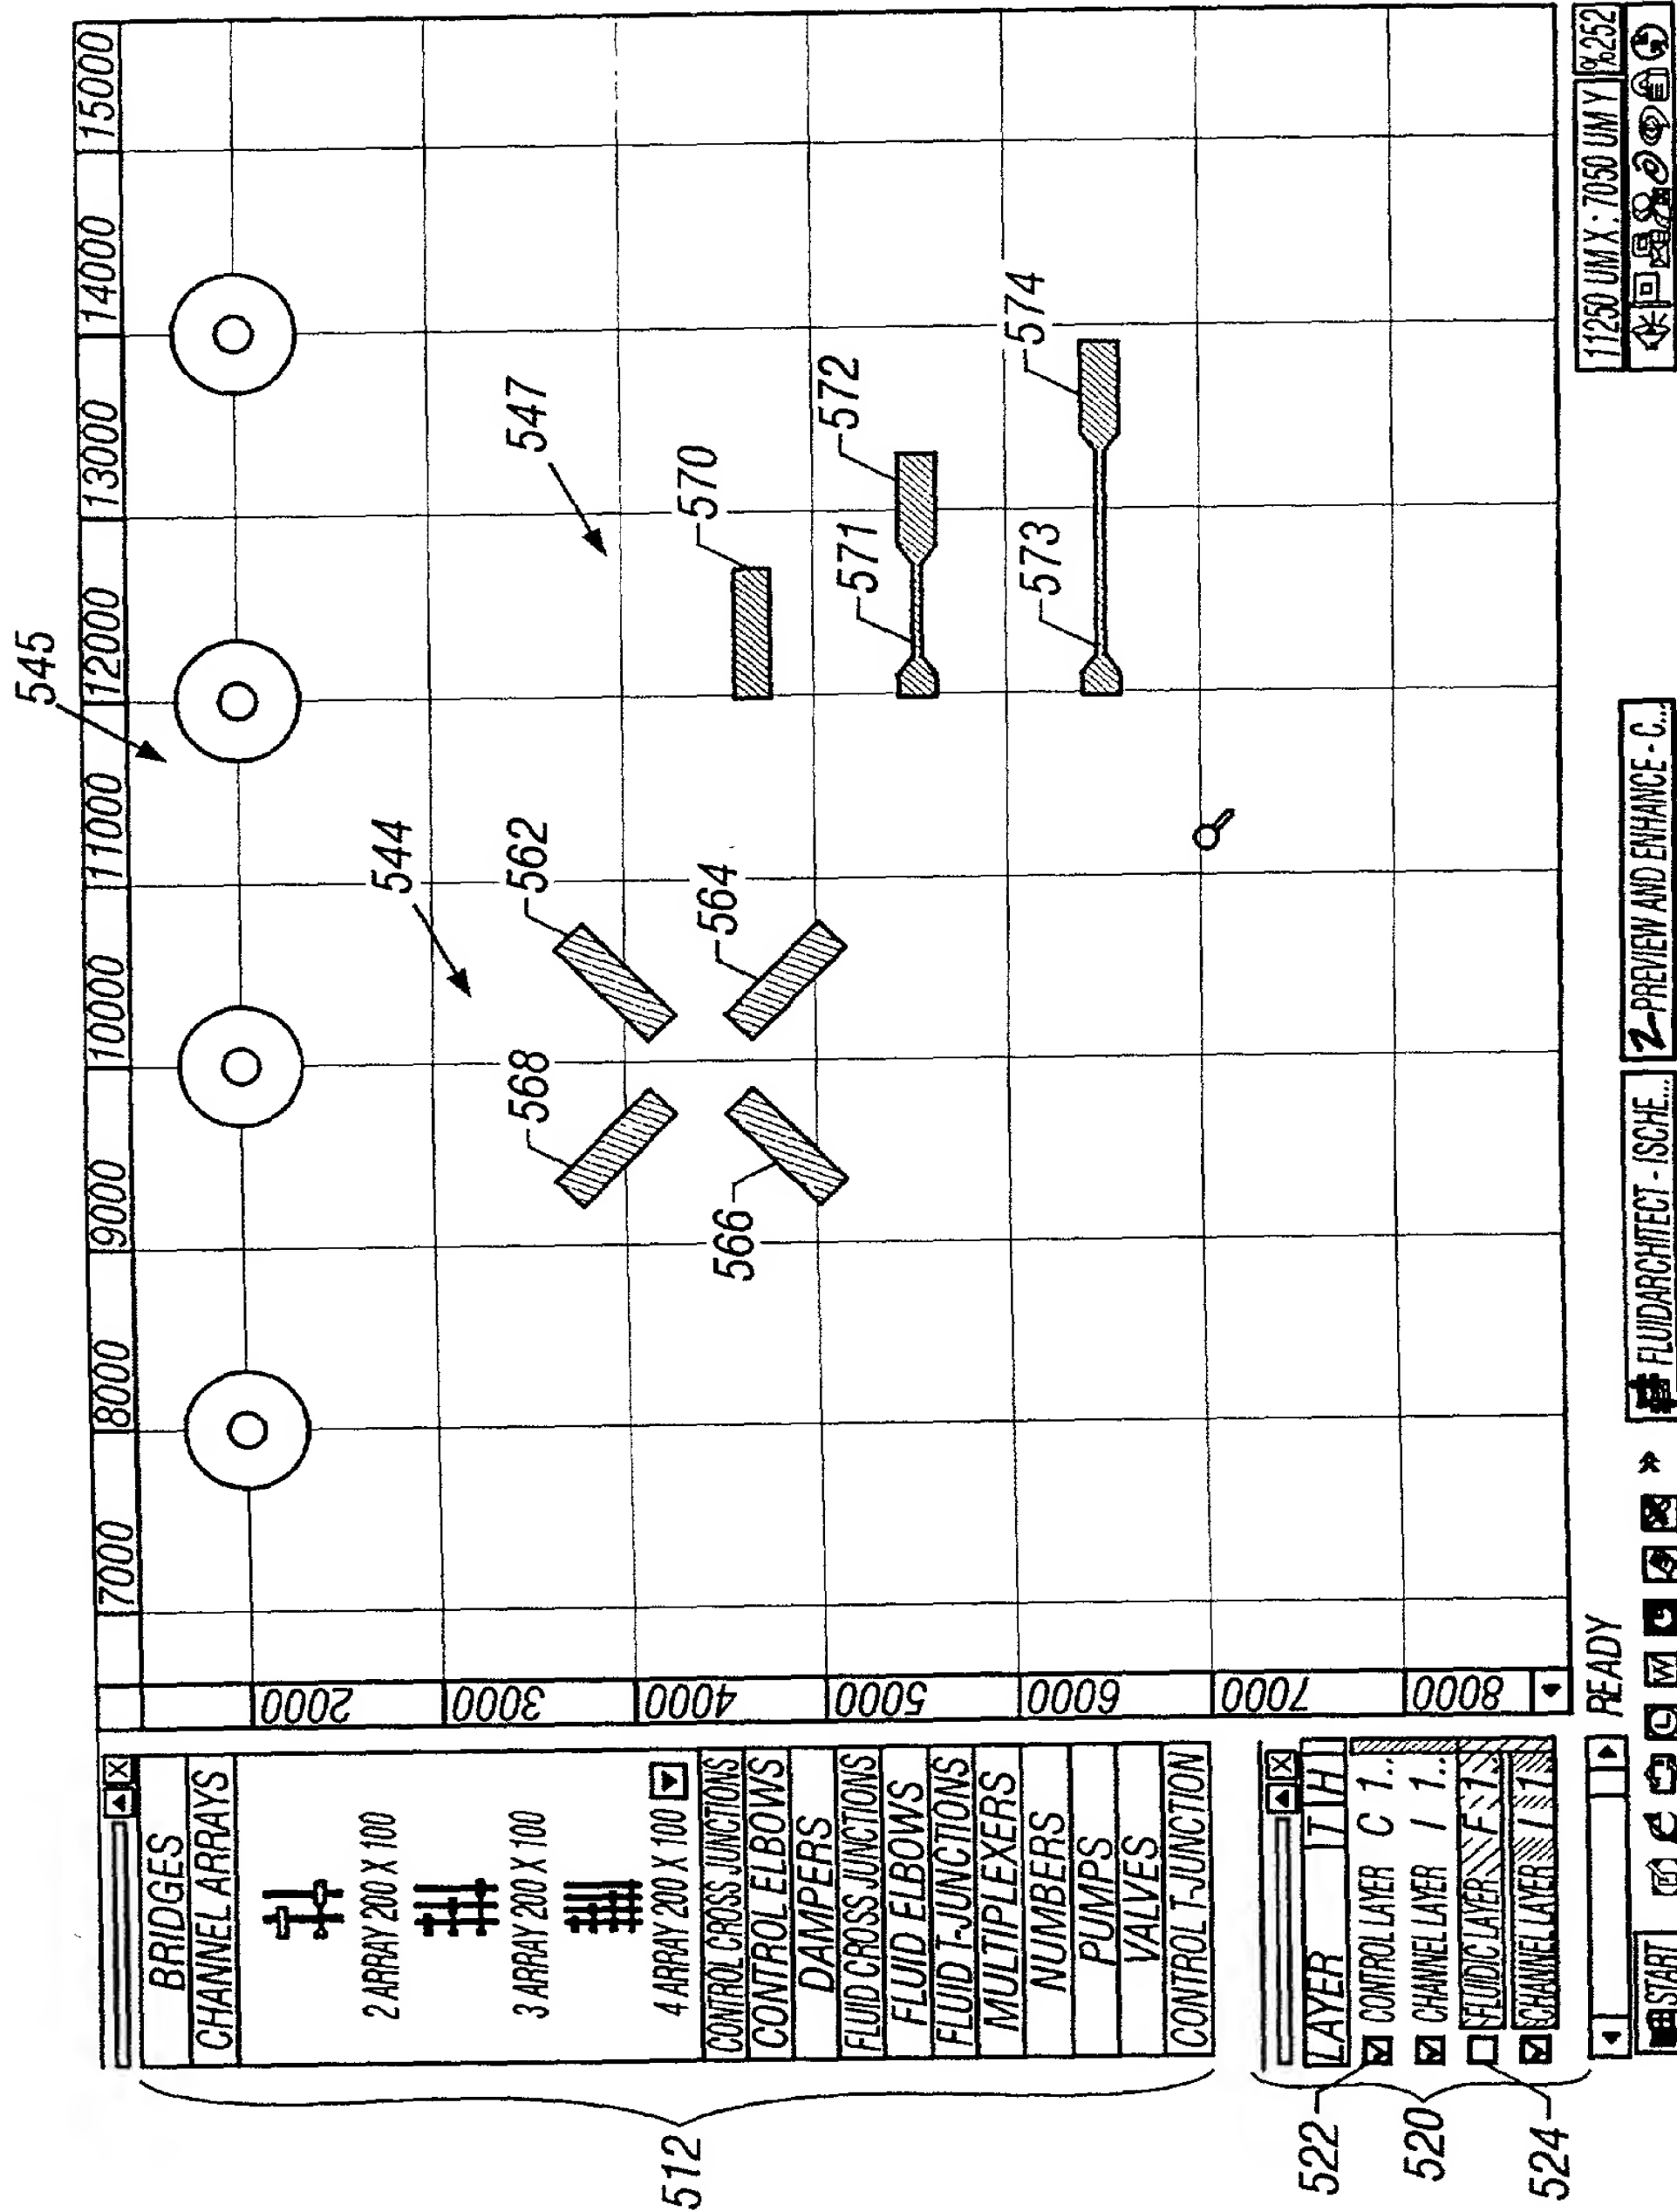 545
7000 8000 9000 10000 11000 12000 13000 14000 15000
BRIDGES
CHANNEL ARRAYS
2 ARRAY 200 X 100
3 ARRAY 200 X 100
4 ARRAY 200 X 100
CONTROL CROSS JUNCTIONS
CONTROL ELBOWS
DAMPERS
FLUID CROSS JUNCTIONS
FLUID ELBOWS
FLUID T-JUNCTIONS
MULTIPLEXERS
NUMBERS
PUMPS
VALVES
CONTROL T-JUNCTION
512
2000
3000
4000
5000
6000
7000
8000
544
547
568
562
566
564
570
571
572
573
574
522
520
524
LAYER T H
CONTROL LAYER C 1..
CHANNEL LAYER I 1..
FLUIDIC LAYER F 1..
CHANNEL LAYER I 1
READY
11250 UM X : 7050 UM Y %252
START
FLUIDARCHITECT - ISCHE...
PREVIEW AND ENHANCE - C...